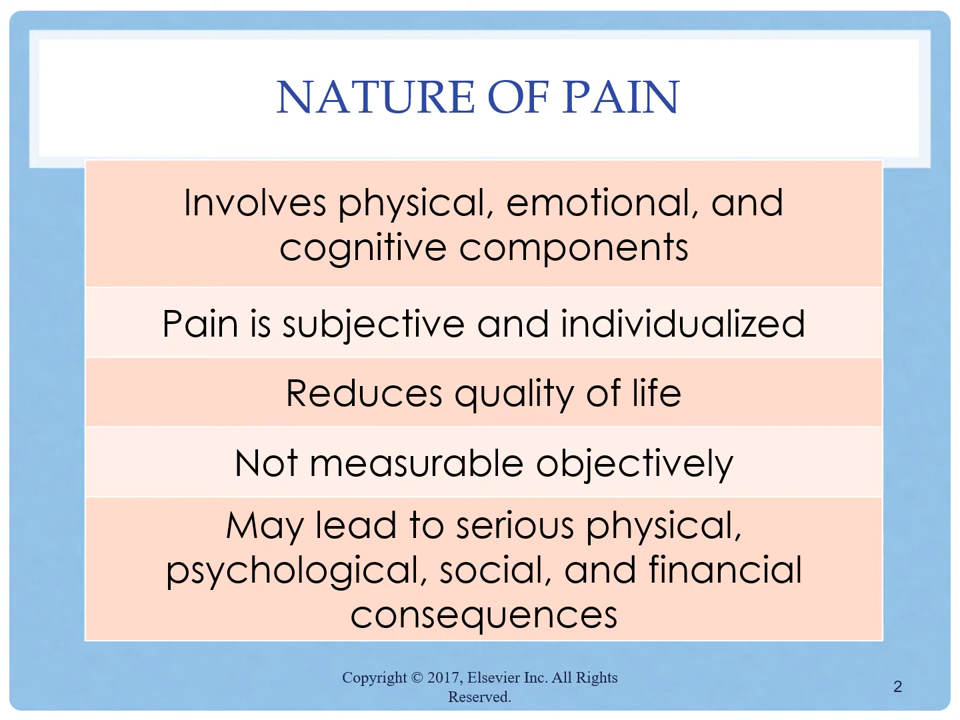 NATURE OF PAIN
Involves physical, emotional, and
cognitive components
Pain is subjective and individualized
Reduces quality of life
Not measurable objectively
May lead to serious physical,
psychological, social, and financial
consequences
Copyright © 2017, Elsevier Inc. All Rights
Reserved.
2